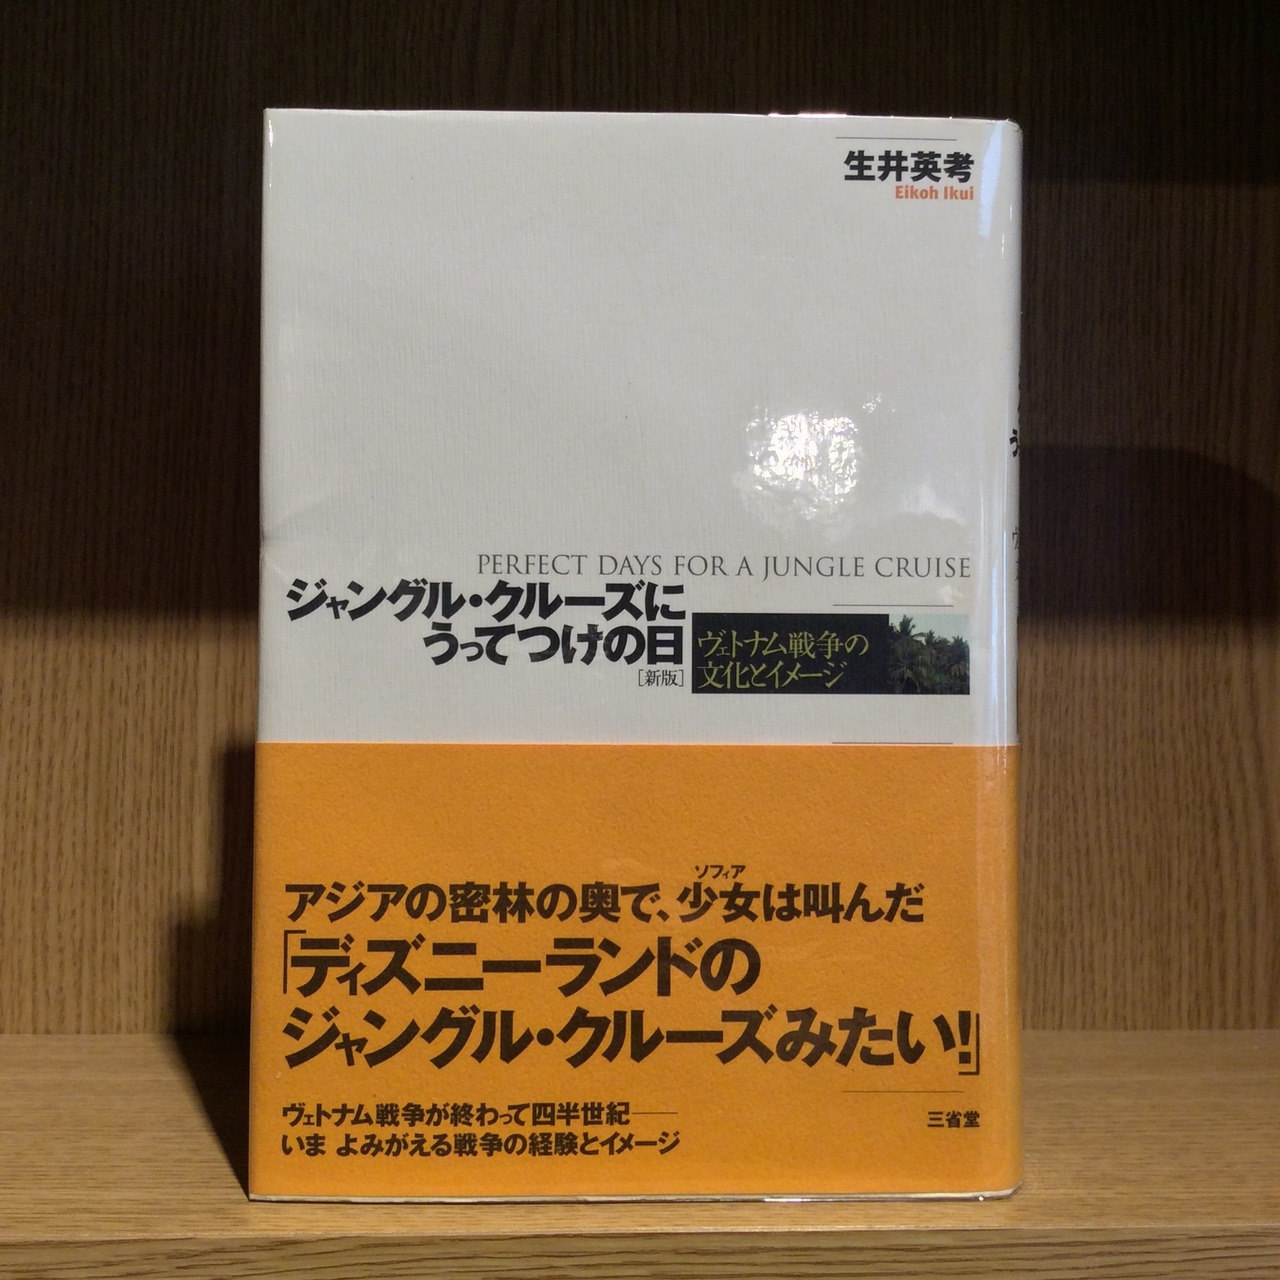 生井英考
Eikoh Ikui
PERFECT DAYS FOR A JUNGLE CRUISE
ジャングル・クルーズに
うってつけの日
[新版]
ヴェトナム戦争の
文化とイメージ
ソフィア
アジアの密林の奥で、少女は叫んだ
「ディズニーランドの
ジャングル・クルーズみたい!」
ヴェトナム戦争が終わって四半世紀——
いま よみがえる戦争の経験とイメージ
三省堂